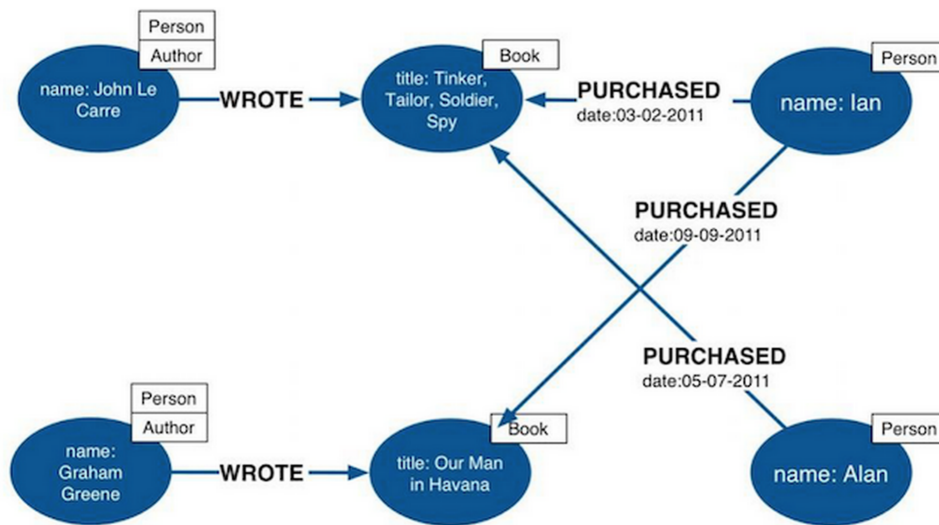 Person
Author
name: John Le
Carre
WROTE
Book
title: Tinker,
Tailor, Soldier,
Spy
PURCHASED
date:03-02-2011
Person
name: Ian
PURCHASED
date:09-09-2011
PURCHASED
date:05-07-2011
Person
Author
name:
Graham
Greene
WROTE
Book
title: Our Man
in Havana
Person
name: Alan